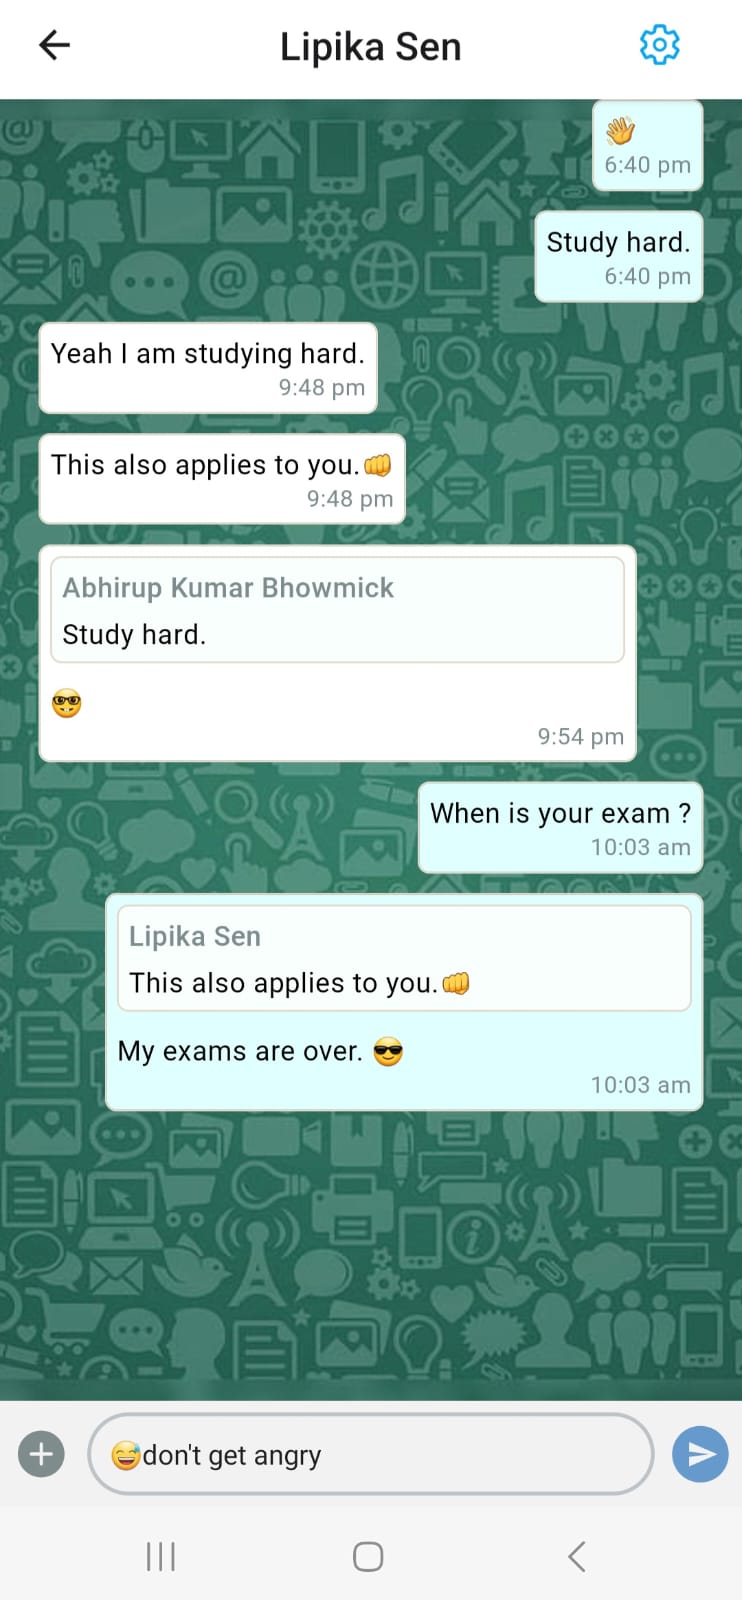 Lipika Sen
👋
6:40 pm
Study hard.
6:40 pm
Yeah I am studying hard.
9:48 pm
This also applies to you.👊
9:48 pm
Abhirup Kumar Bhowmick
Study hard.
🤓
9:54 pm
When is your exam ?
10:03 am
Lipika Sen
This also applies to you.👊
My exams are over. 😎
10:03 am
😅don't get angry